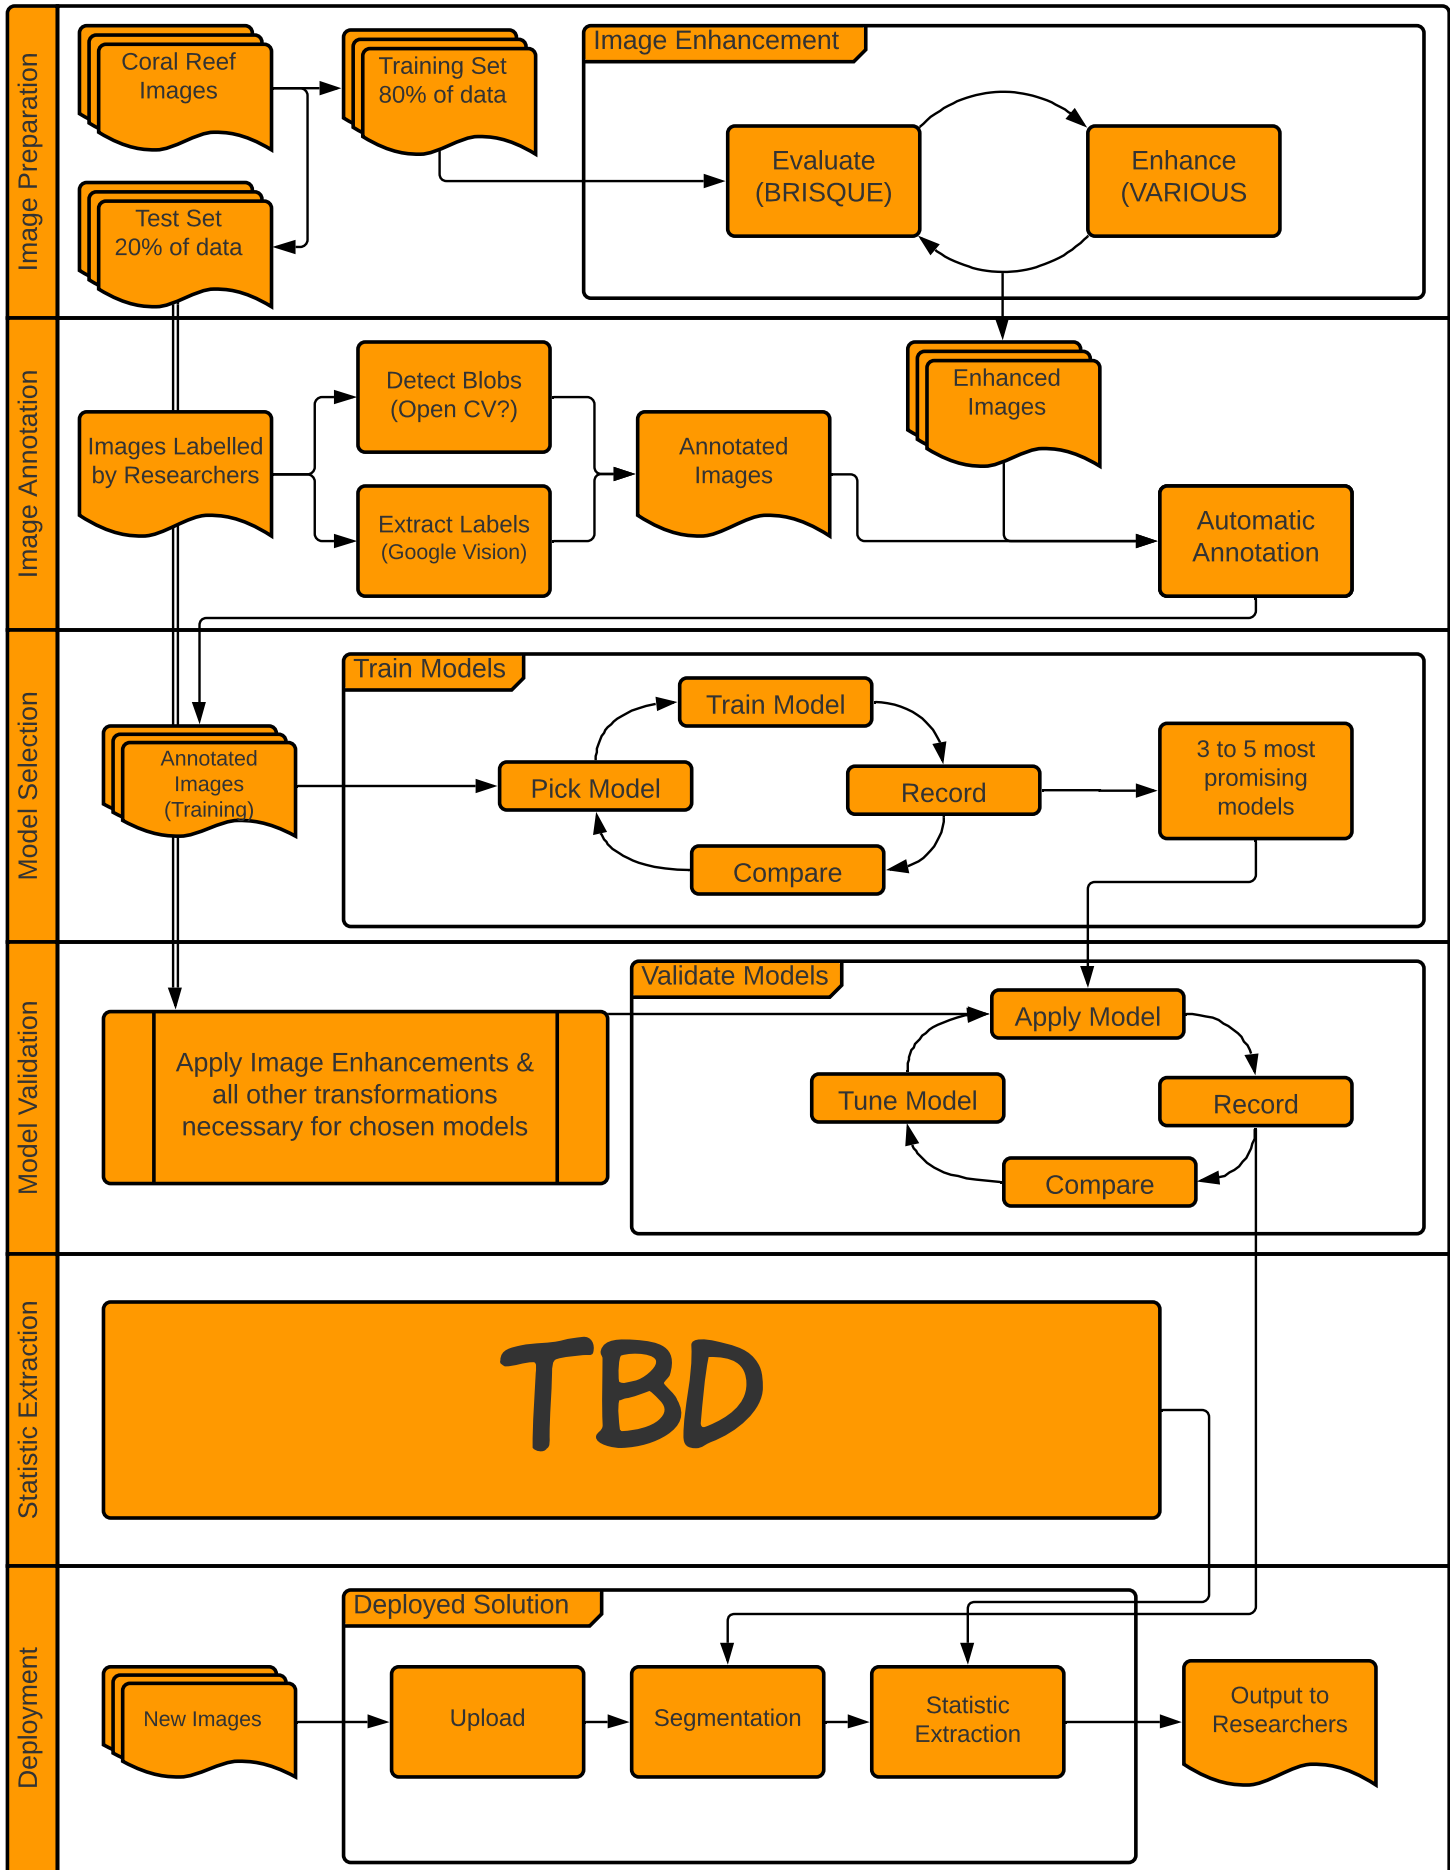 Image Preparation
Coral Reef
Images
Training Set
80% of data
Test Set
20% of data
Image Enhancement
Evaluate
(BRISQUE)
Enhance
(VARIOUS
Image Annotation
Images Labelled
by Researchers
Detect Blobs
(Open CV?)
Extract Labels
(Google Vision)
Annotated
Images
Enhanced
Images
Automatic
Annotation
Model Selection
Annotated
Images
(Training)
Train Models
Train Model
Pick Model
Record
Compare
3 to 5 most
promising
models
Model Validation
Apply Image Enhancements &
all other transformations
necessary for chosen models
Validate Models
Apply Model
Tune Model
Record
Compare
Statistic Extraction
TBD
Deployment
New Images
Deployed Solution
Upload
Segmentation
Statistic
Extraction
Output to
Researchers